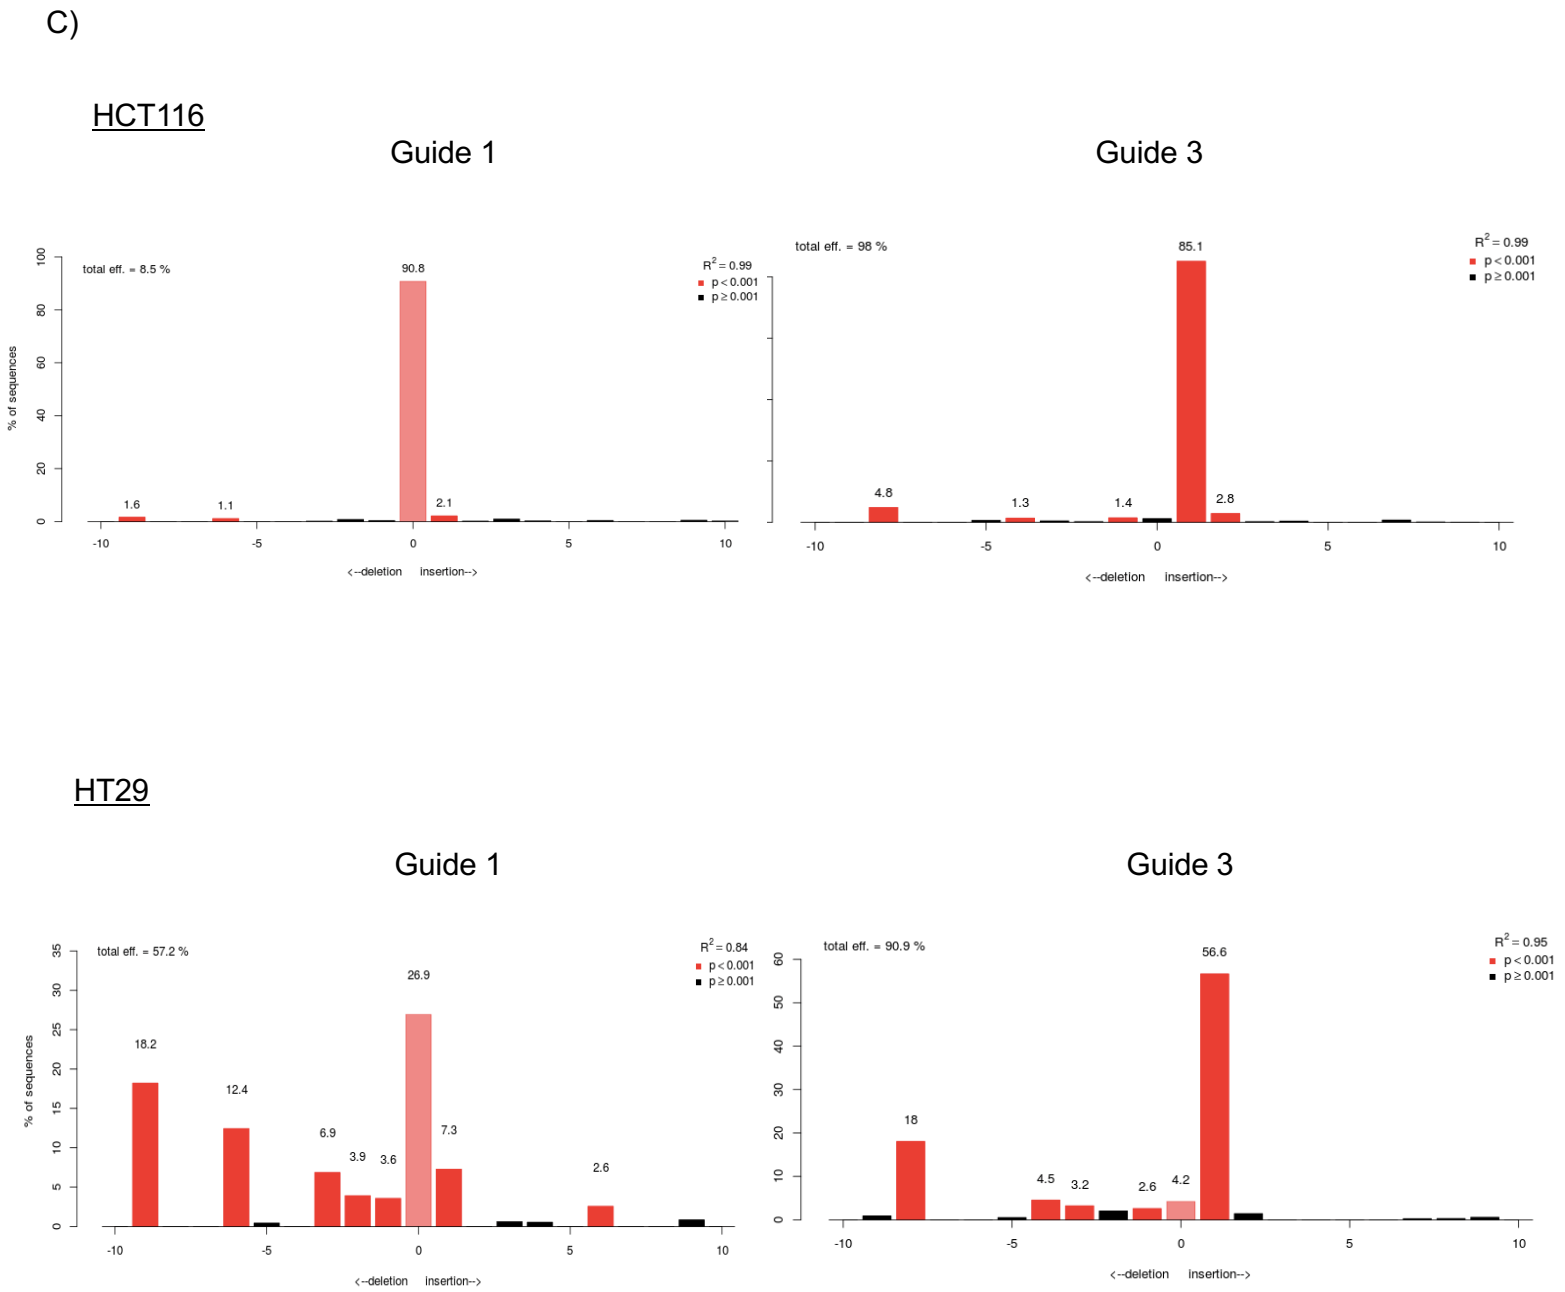 C)
HCT116
Guide 1
Guide 3
total eff. = 8.5 %
R2 = 0.99
p < 0.001
p ≥ 0.001
% of sequences
100
80
60
40
20
0
1.6
1.1
90.8
2.1
-10
-5
0
5
10
<--deletion insertion-->
total eff. = 98 %
R2 = 0.99
p < 0.001
p ≥ 0.001
4.8
1.3
1.4
85.1
2.8
-10
-5
0
5
10
<--deletion insertion-->
HT29
Guide 1
Guide 3
total eff. = 57.2 %
R2 = 0.84
p < 0.001
p ≥ 0.001
% of sequences
35
30
25
20
15
10
5
0
18.2
12.4
6.9
3.9
3.6
26.9
7.3
2.6
-10
-5
0
5
10
<--deletion insertion-->
total eff. = 90.9 %
R2 = 0.95
p < 0.001
p ≥ 0.001
60
50
40
30
20
10
0
18
4.5
3.2
2.6
4.2
56.6
-10
-5
0
5
10
<--deletion insertion-->